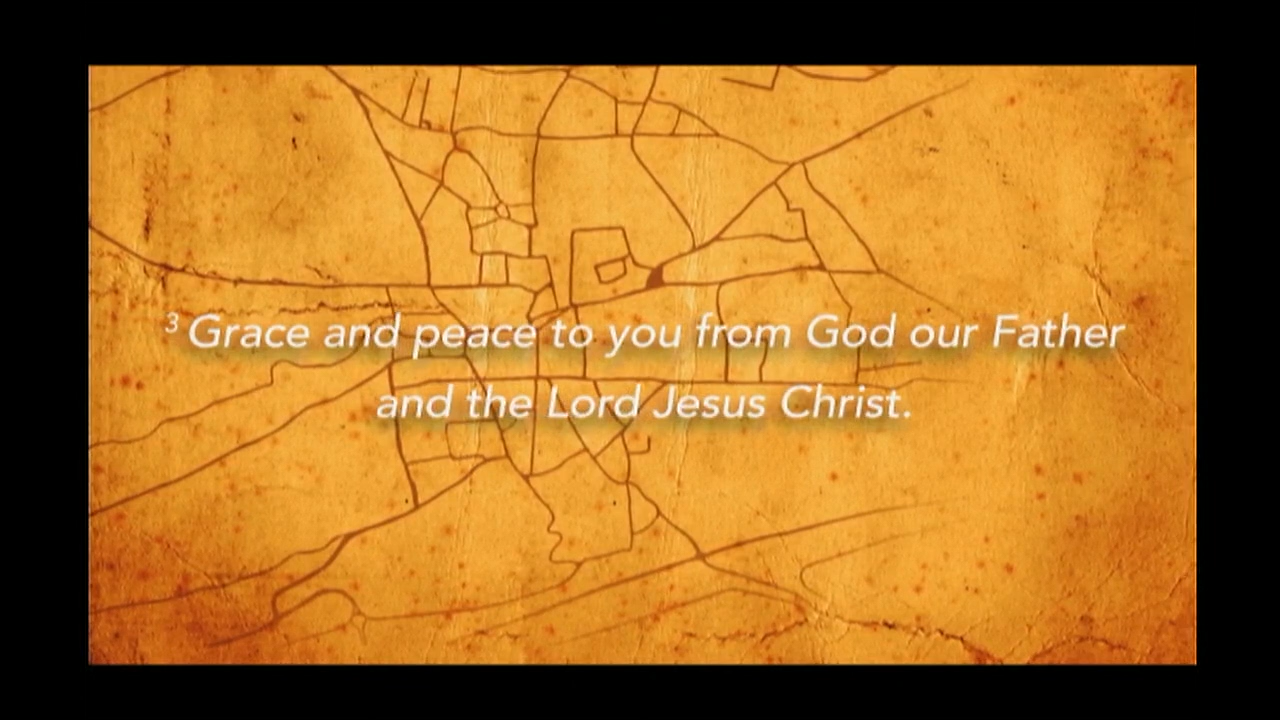 3 Grace and peace to you from God our Father
and the Lord Jesus Christ.